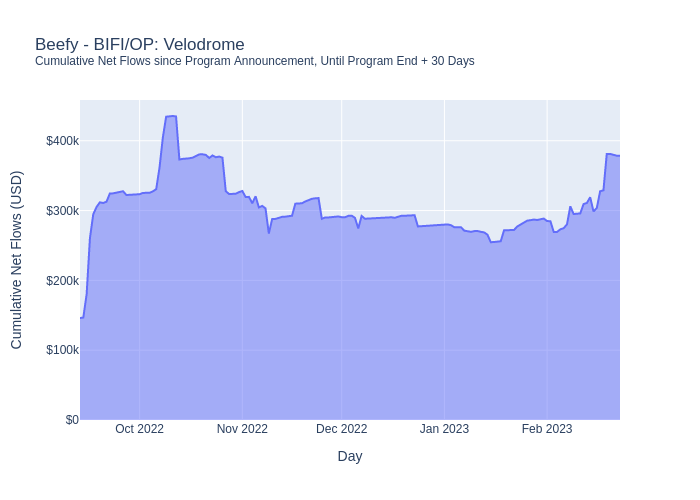 Beefy - BIFI/OP: Velodrome
Cumulative Net Flows since Program Announcement, Until Program End + 30 Days
Cumulative Net Flows (USD)
$400k
$300k
$200k
$100k
$0
Oct 2022 Nov 2022 Dec 2022 Jan 2023 Feb 2023
Day